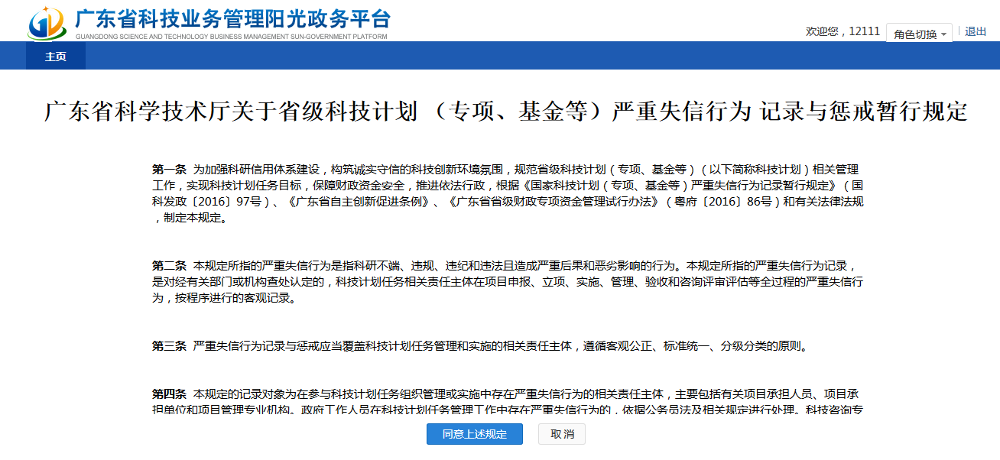 广东省科技业务管理阳光政务平台
GUANGDONG SCIENCE AND TECHNOLOGY BUSINESS MANAGEMENT SUN-GOVERNMENT PLATFORM
欢迎您，12111 角色切换 退出
主页
广东省科学技术厅关于省级科技计划 （专项、基金等）严重失信行为 记录与惩戒暂行规定
第一条 为加强科研信用体系建设，构筑诚实守信的科技创新环境氛围，规范省级科技计划（专项、基金等）（以下简称科技计划）相关管理
工作，实现科技计划任务目标，保障财政资金安全，推进依法行政，根据《国家科技计划（专项、基金等）严重失信行为记录暂行规定》（国
科发政〔2016〕97号）、《广东省自主创新促进条例》、《广东省省级财政专项资金管理试行办法》（粤府〔2016〕86号）和有关法律法规
，制定本规定。
第二条 本规定所指的严重失信行为是指科研不端、违规、违纪和违法且造成严重后果和恶劣影响的行为。本规定所指的严重失信行为记录，
是对经有关部门或机构查处认定的，科技计划任务相关责任主体在项目申报、立项、实施、管理、验收和咨询评审评估等全过程的严重失信行
为，按程序进行的客观记录。
第三条 严重失信行为记录与惩戒应当覆盖科技计划任务管理和实施的相关责任主体，遵循客观公正、标准统一、分级分类的原则。
第四条 本规定的记录对象为在参与科技计划任务组织管理或实施中存在严重失信行为的相关责任主体，主要包括有关项目承担人员、项目承
担单位和项目管理专业机构。政府工作人员在科技计划任务管理工作中存在严重失信行为的，依据公务员法及相关规定进行处理。科技咨询专
同意上述规定 取消